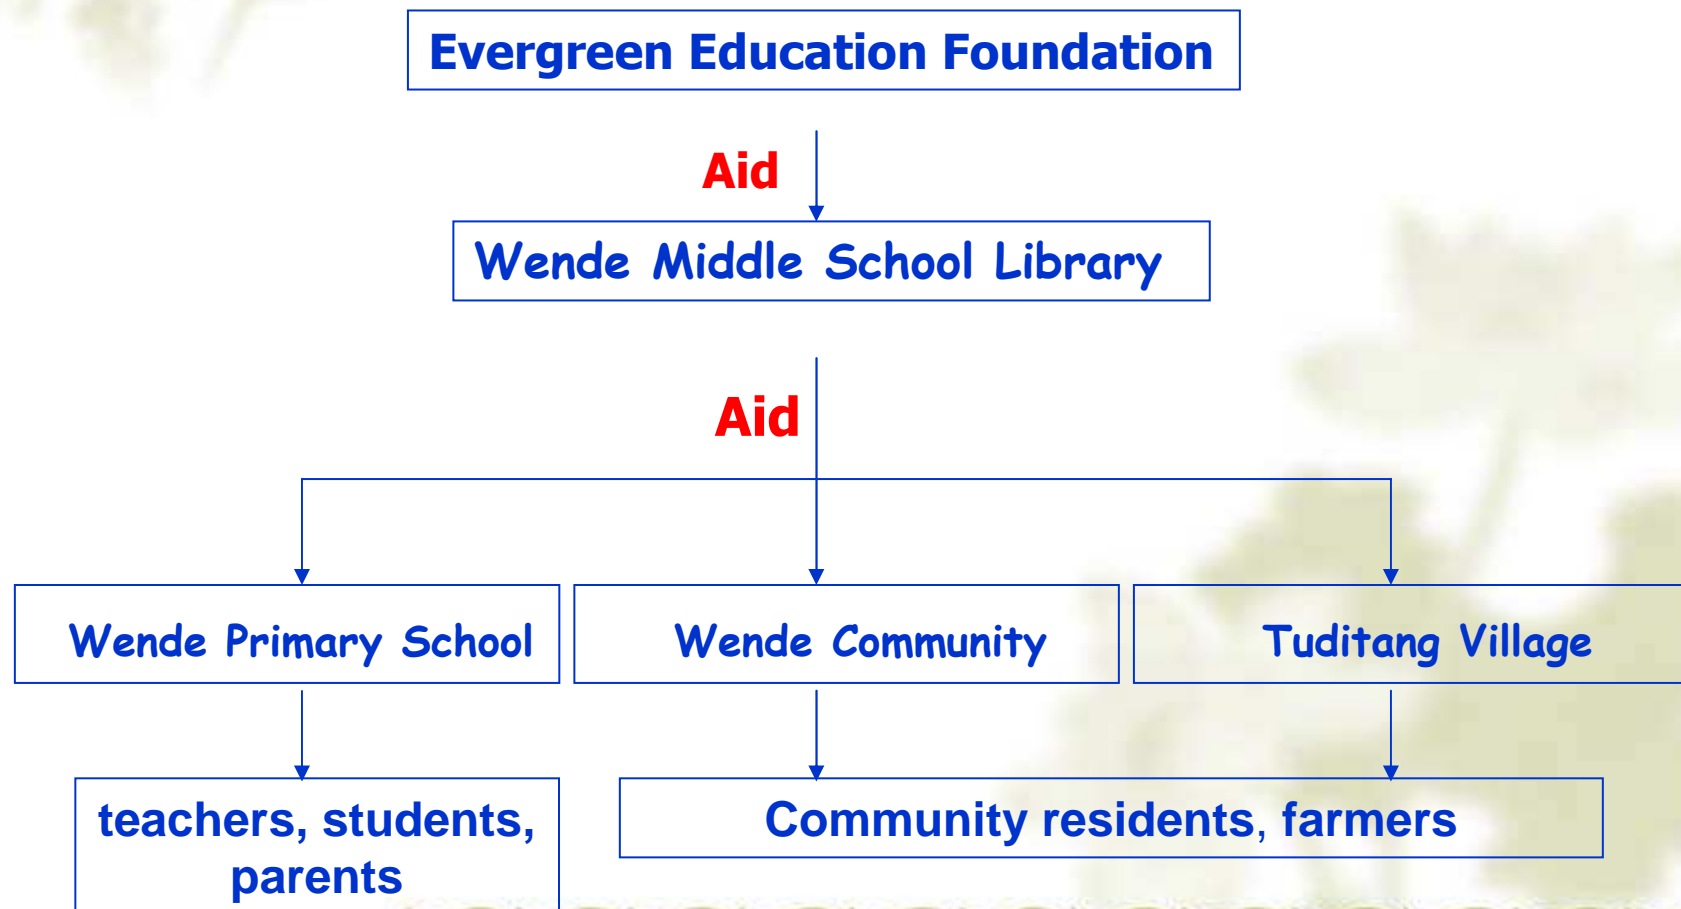 Evergreen Education Foundation
Aid
Wende Middle School Library
Aid
Wende Primary School
Wende Community
Tuditang Village
teachers, students,
parents
Community residents, farmers